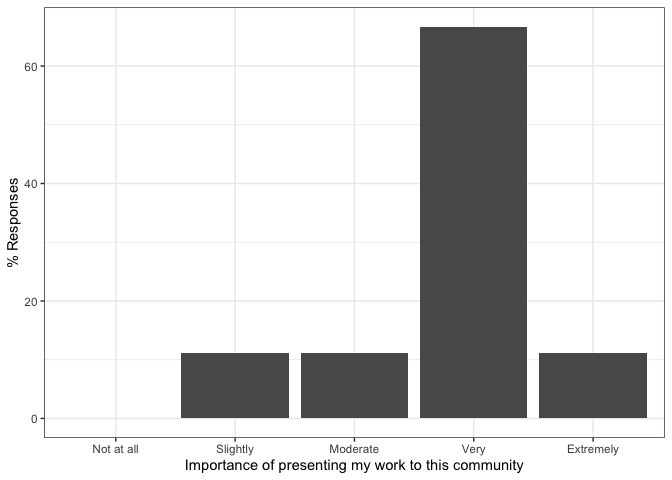 % Responses
60
40
20
0
Not at all
Slightly
Moderate
Very
Extremely
Importance of presenting my work to this community